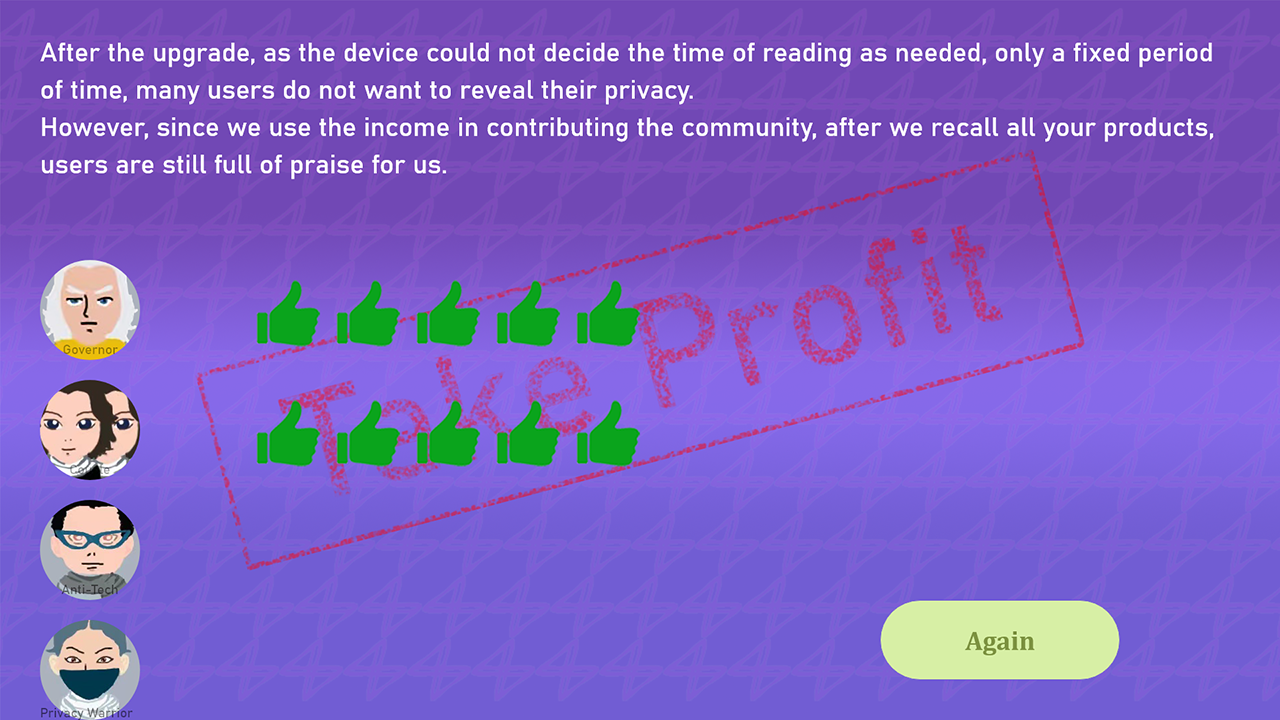 After the upgrade, as the device could not decide the time of reading as needed, only a fixed period
of time, many users do not want to reveal their privacy.
However, since we use the income in contributing the community, after we recall all your products,
users are still full of praise for us.
Take Profit
Governor
Anti-Tech
Again
Privacy Warrior